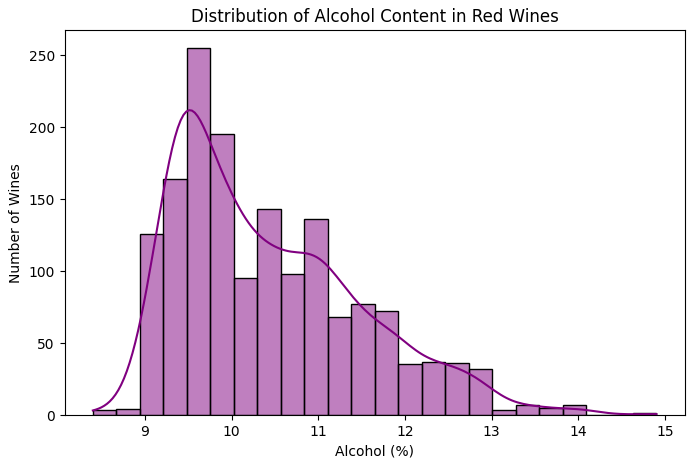 Distribution of Alcohol Content in Red Wines
250
200
150
100
50
0
Number of Wines
9 10 11 12 13 14 15
Alcohol (%)